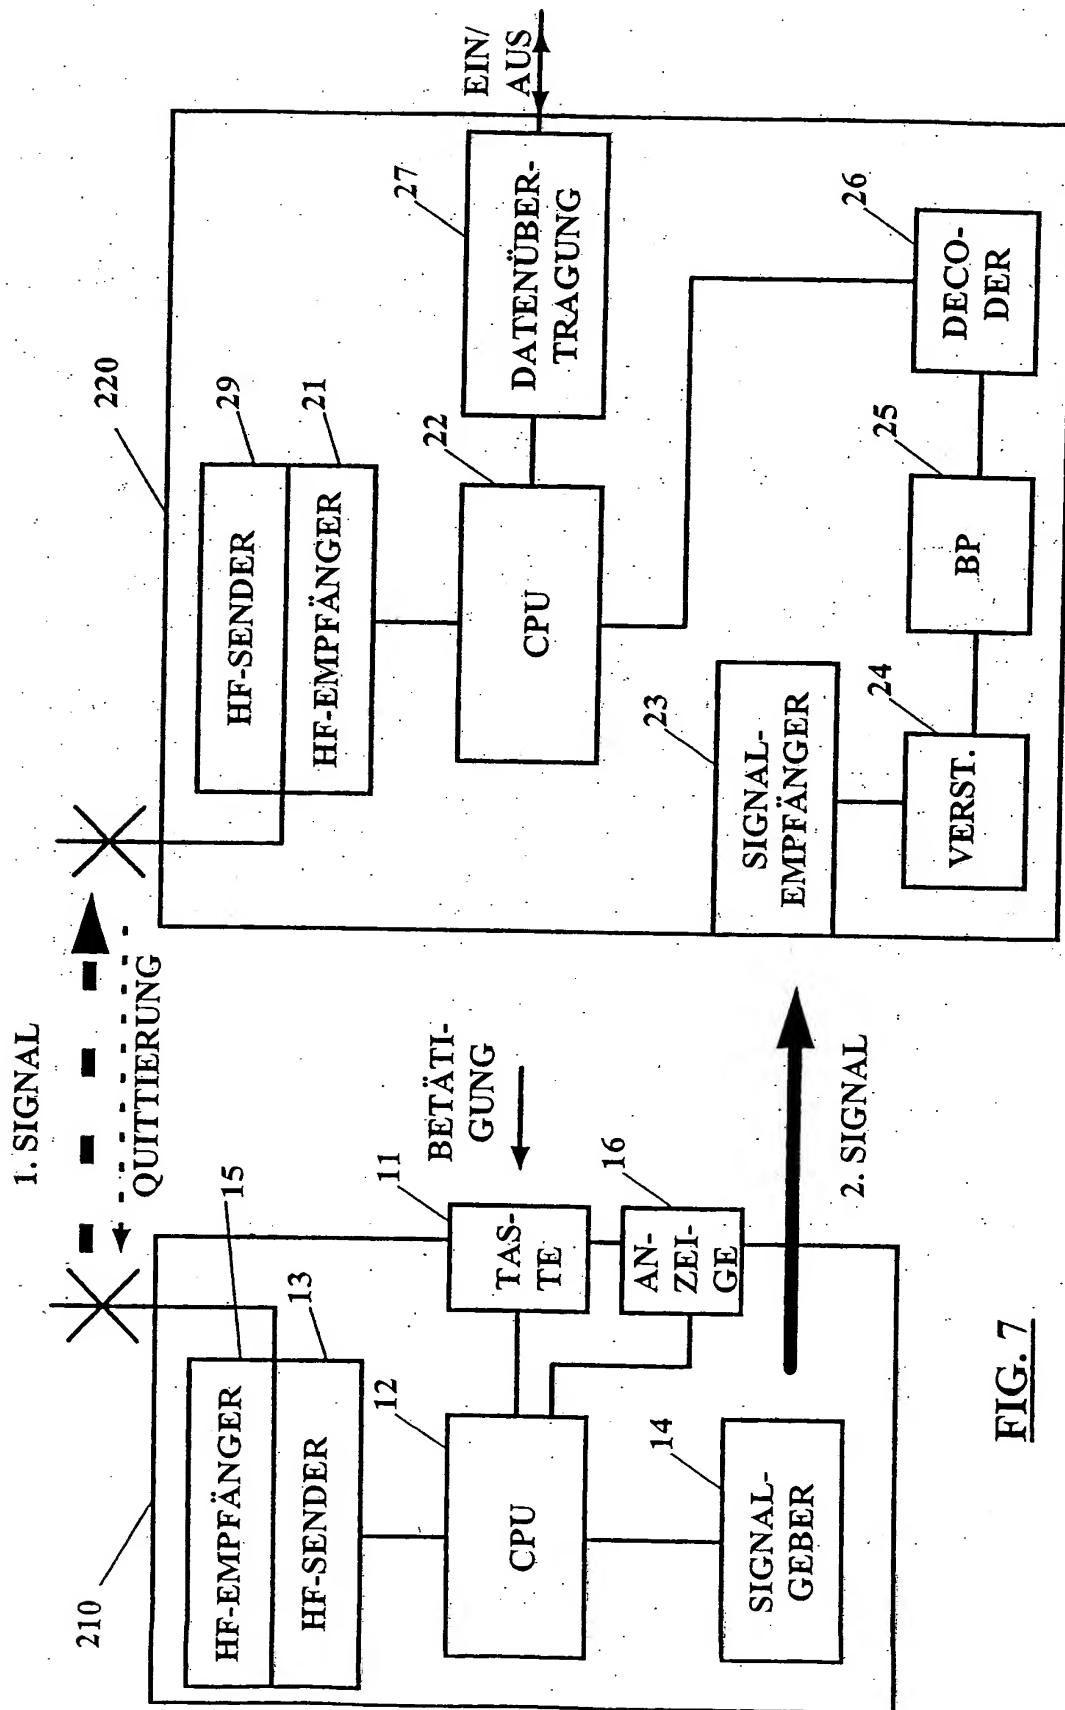 1. SIGNAL
QUITTIERUNG
210
15
HF-EMPFÄNGER
13
HF-SENDER
12
CPU
11
TAS-
TE
BETÄTI-
GUNG
16
AN-
ZEI-
GE
14
SIGNAL-
GEBER
2. SIGNAL
220
29
HF-SENDER
21
HF-EMPFÄNGER
22
CPU
27
DATENÜBER-
TRAGUNG
EIN/
AUS
23
SIGNAL-
EMPFÄNGER
24
VERST.
25
BP
26
DECO-
DER
FIG. 7